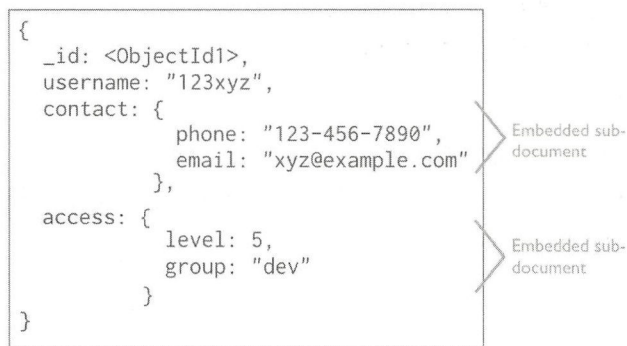 {
_id: <ObjectId1>,
username: "123xyz",
contact: {
phone: "123-456-7890",
email: "xyz@example.com"
},
Embedded sub-
document
access: {
level: 5,
group: "dev"
}
Embedded sub-
document
}